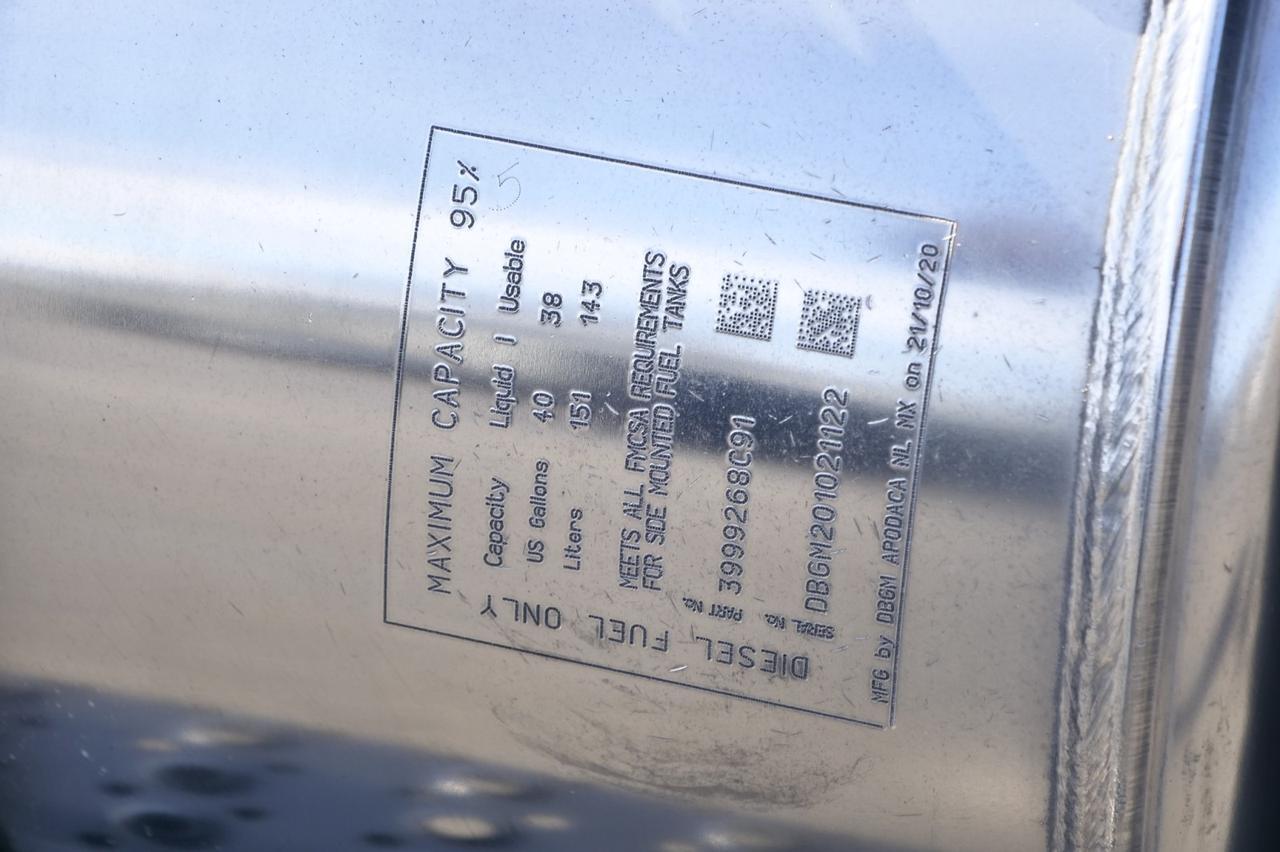 MAXIMUM CAPACITY 95%
5
Capacity Liquid | Usable
US Gallons 40 38
Liters 151 143
MEETS ALL FMCSA REQUIREMENTS
FOR SIDE MOUNTED FUEL TANKS
PART No. 3999268C91
SERIAL No. DBGM201021122
MFG by DBGM APODACA NL MX on 21/10/20
DIESEL FUEL ONLY